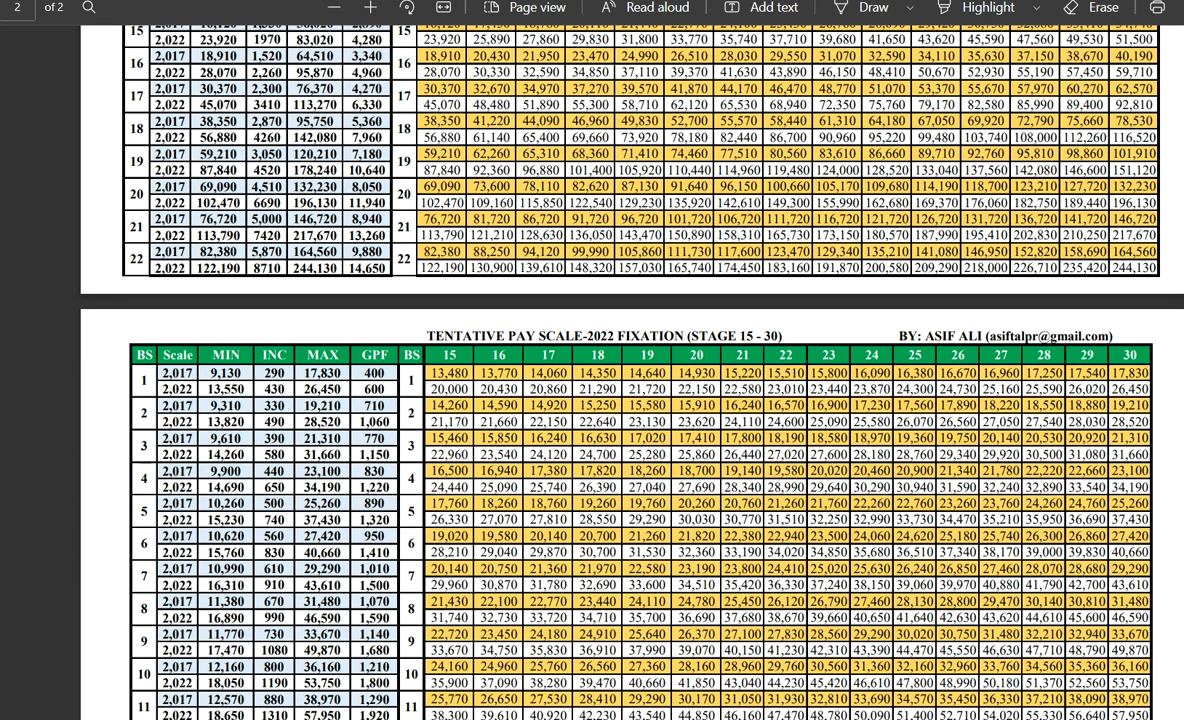 2 of 2 Page view Read aloud Add text Draw Highlight Erase
15 15
2,022 23,920 1970 83,020 4,280 23,920 25,890 27,860 29,830 31,800 33,770 35,740 37,710 39,680 41,650 43,620 45,590 47,560 49,530 51,500
16 2,017 18,910 1,520 64,510 3,340 16 18,910 20,430 21,950 23,470 24,990 26,510 28,030 29,550 31,070 32,590 34,110 35,630 37,150 38,670 40,190
2,022 28,070 2,260 95,870 4,960 28,070 30,330 32,590 34,850 37,110 39,370 41,630 43,890 46,150 48,410 50,670 52,930 55,190 57,450 59,710
17 2,017 30,370 2,300 76,370 4,270 17 30,370 32,670 34,970 37,270 39,570 41,870 44,170 46,470 48,770 51,070 53,370 55,670 57,970 60,270 62,570
2,022 45,070 3410 113,270 6,330 45,070 48,480 51,890 55,300 58,710 62,120 65,530 68,940 72,350 75,760 79,170 82,580 85,990 89,400 92,810
18 2,017 38,350 2,870 95,750 5,360 18 38,350 41,220 44,090 46,960 49,830 52,700 55,570 58,440 61,310 64,180 67,050 69,920 72,790 75,660 78,530
2,022 56,880 4260 142,080 7,960 56,880 61,140 65,400 69,660 73,920 78,180 82,440 86,700 90,960 95,220 99,480 103,740 108,000 112,260 116,520
19 2,017 59,210 3,050 120,210 7,180 19 59,210 62,260 65,310 68,360 71,410 74,460 77,510 80,560 83,610 86,660 89,710 92,760 95,810 98,860 101,910
2,022 87,840 4520 178,240 10,640 87,840 92,360 96,880 101,400 105,920 110,440 114,960 119,480 124,000 128,520 133,040 137,560 142,080 146,600 151,120
20 2,017 69,090 4,510 132,230 8,050 20 69,090 73,600 78,110 82,620 87,130 91,640 96,150 100,660 105,170 109,680 114,190 118,700 123,210 127,720 132,230
2,022 102,470 6690 196,130 11,940 102,470 109,160 115,850 122,540 129,230 135,920 142,610 149,300 155,990 162,680 169,370 176,060 182,750 189,440 196,130
21 2,017 76,720 5,000 146,720 8,940 21 76,720 81,720 86,720 91,720 96,720 101,720 106,720 111,720 116,720 121,720 126,720 131,720 136,720 141,720 146,720
2,022 113,790 7420 217,670 13,260 113,790 121,210 128,630 136,050 143,470 150,890 158,310 165,730 173,150 180,570 187,990 195,410 202,830 210,250 217,670
22 2,017 82,380 5,870 164,560 9,880 22 82,380 88,250 94,120 99,990 105,860 111,730 117,600 123,470 129,340 135,210 141,080 146,950 152,820 158,690 164,560
2,022 122,190 8710 244,130 14,650 122,190 130,900 139,610 148,320 157,030 165,740 174,450 183,160 191,870 200,580 209,290 218,000 226,710 235,420 244,130
TENTATIVE PAY SCALE-2022 FIXATION (STAGE 15 - 30) BY: ASIF ALI (asiftalpr@gmail.com)
BS Scale MIN INC MAX GPF BS 15 16 17 18 19 20 21 22 23 24 25 26 27 28 29 30
1 2,017 9,130 290 17,830 400 1 13,480 13,770 14,060 14,350 14,640 14,930 15,220 15,510 15,800 16,090 16,380 16,670 16,960 17,250 17,540 17,830
2,022 13,550 430 26,450 600 20,000 20,430 20,860 21,290 21,720 22,150 22,580 23,010 23,440 23,870 24,300 24,730 25,160 25,590 26,020 26,450
2 2,017 9,310 330 19,210 710 2 14,260 14,590 14,920 15,250 15,580 15,910 16,240 16,570 16,900 17,230 17,560 17,890 18,220 18,550 18,880 19,210
2,022 13,820 490 28,520 1,060 21,170 21,660 22,150 22,640 23,130 23,620 24,110 24,600 25,090 25,580 26,070 26,560 27,050 27,540 28,030 28,520
3 2,017 9,610 390 21,310 770 3 15,460 15,850 16,240 16,630 17,020 17,410 17,800 18,190 18,580 18,970 19,360 19,750 20,140 20,530 20,920 21,310
2,022 14,260 580 31,660 1,150 22,960 23,540 24,120 24,700 25,280 25,860 26,440 27,020 27,600 28,180 28,760 29,340 29,920 30,500 31,080 31,660
4 2,017 9,900 440 23,100 830 4 16,500 16,940 17,380 17,820 18,260 18,700 19,140 19,580 20,020 20,460 20,900 21,340 21,780 22,220 22,660 23,100
2,022 14,690 650 34,190 1,220 24,440 25,090 25,740 26,390 27,040 27,690 28,340 28,990 29,640 30,290 30,940 31,590 32,240 32,890 33,540 34,190
5 2,017 10,260 500 25,260 890 5 17,760 18,260 18,760 19,260 19,760 20,260 20,760 21,260 21,760 22,260 22,760 23,260 23,760 24,260 24,760 25,260
2,022 15,230 740 37,430 1,320 26,330 27,070 27,810 28,550 29,290 30,030 30,770 31,510 32,250 32,990 33,730 34,470 35,210 35,950 36,690 37,430
6 2,017 10,620 560 27,420 950 6 19,020 19,580 20,140 20,700 21,260 21,820 22,380 22,940 23,500 24,060 24,620 25,180 25,740 26,300 26,860 27,420
2,022 15,760 830 40,660 1,410 28,210 29,040 29,870 30,700 31,530 32,360 33,190 34,020 34,850 35,680 36,510 37,340 38,170 39,000 39,830 40,660
7 2,017 10,990 610 29,290 1,010 7 20,140 20,750 21,360 21,970 22,580 23,190 23,800 24,410 25,020 25,630 26,240 26,850 27,460 28,070 28,680 29,290
2,022 16,310 910 43,610 1,500 29,960 30,870 31,780 32,690 33,600 34,510 35,420 36,330 37,240 38,150 39,060 39,970 40,880 41,790 42,700 43,610
8 2,017 11,380 670 31,480 1,070 8 21,430 22,100 22,770 23,440 24,110 24,780 25,450 26,120 26,790 27,460 28,130 28,800 29,470 30,140 30,810 31,480
2,022 16,890 990 46,590 1,590 31,740 32,730 33,720 34,710 35,700 36,690 37,680 38,670 39,660 40,650 41,640 42,630 43,620 44,610 45,600 46,590
9 2,017 11,770 730 33,670 1,140 9 22,720 23,450 24,180 24,910 25,640 26,370 27,100 27,830 28,560 29,290 30,020 30,750 31,480 32,210 32,940 33,670
2,022 17,470 1080 49,870 1,680 33,670 34,750 35,830 36,910 37,990 39,070 40,150 41,230 42,310 43,390 44,470 45,550 46,630 47,710 48,790 49,870
10 2,017 12,160 800 36,160 1,210 10 24,160 24,960 25,760 26,560 27,360 28,160 28,960 29,760 30,560 31,360 32,160 32,960 33,760 34,560 35,360 36,160
2,022 18,050 1190 53,750 1,800 35,900 37,090 38,280 39,470 40,660 41,850 43,040 44,230 45,420 46,610 47,800 48,990 50,180 51,370 52,560 53,750
11 2,017 12,570 880 38,970 1,290 11 25,770 26,650 27,530 28,410 29,290 30,170 31,050 31,930 32,810 33,690 34,570 35,450 36,330 37,210 38,090 38,970
2,022 18,650 1310 57,950 1,920 38,300 39,610 40,920 42,230 43,540 44,850 46,160 47,470 48,780 50,090 51,400 52,710 54,020 55,330 56,640 57,950